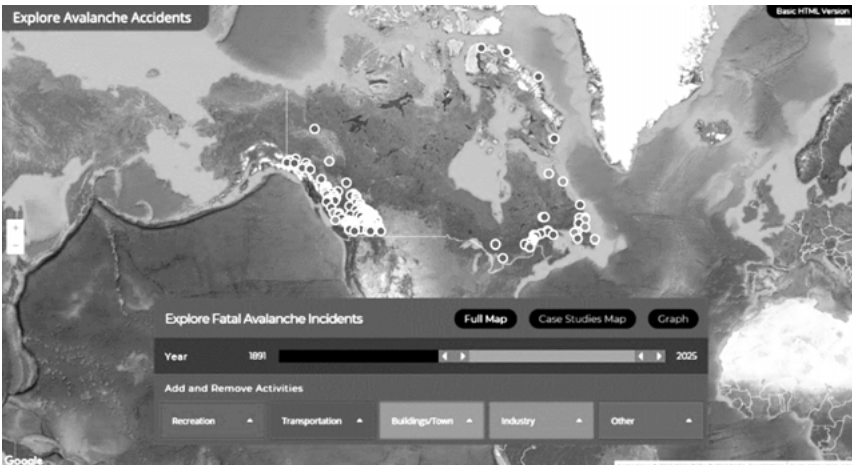 Explore Avalanche Accidents
Basic HTML Version
Explore Fatal Avalanche Incidents
Full Map
Case Studies Map
Graph
Year
1891
2025
Add and Remove Activities
Recreation
Transportation
Buildings/Town
Industry
Other
Google